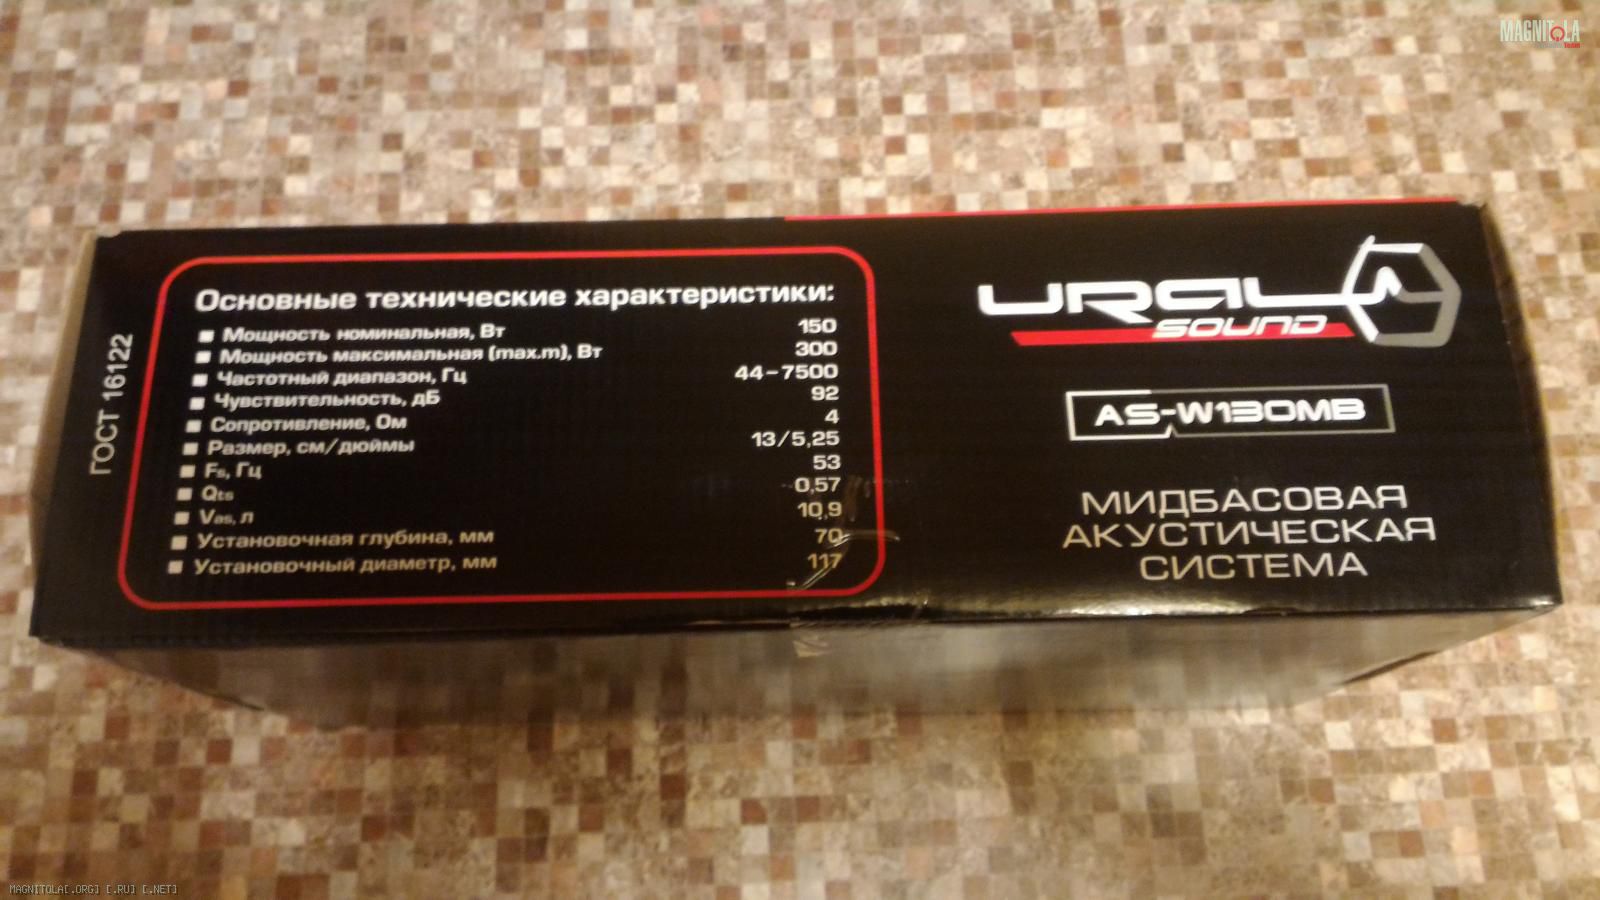 MAGNITOLA
ГОСТ 16122
Основные технические характеристики:
Мощность номинальная, Вт 150
Мощность максимальная (max.m), Вт 300
Частотный диапазон, Гц 44-7500
Чувствительность, дБ 92
Сопротивление, Ом 4
Размер, см/дюймы 13/5,25
Fs, Гц 53
Qts 0,57
Vas, л 10,9
Установочная глубина, мм 70
Установочный диаметр, мм 117
URAL
SOUND
AS-W130MB
МИДБАСОВАЯ
АКУСТИЧЕСКАЯ
СИСТЕМА
MAGNITOLA[.ORG] [.RU] [.NET]